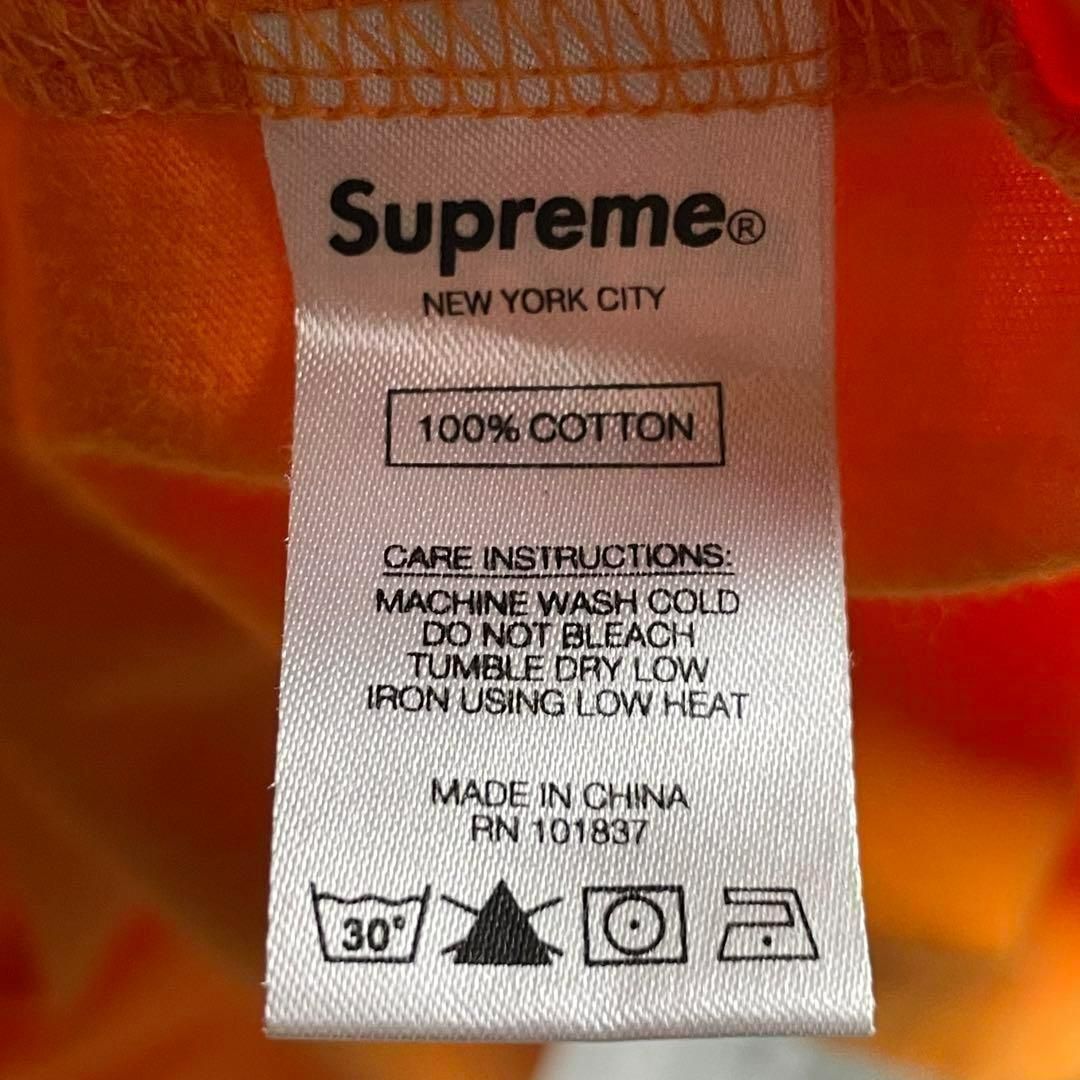 Supreme®
NEW YORK CITY
100% COTTON
CARE INSTRUCTIONS:
MACHINE WASH COLD
DO NOT BLEACH
TUMBLE DRY LOW
IRON USING LOW HEAT
MADE IN CHINA
RN 101837
30°